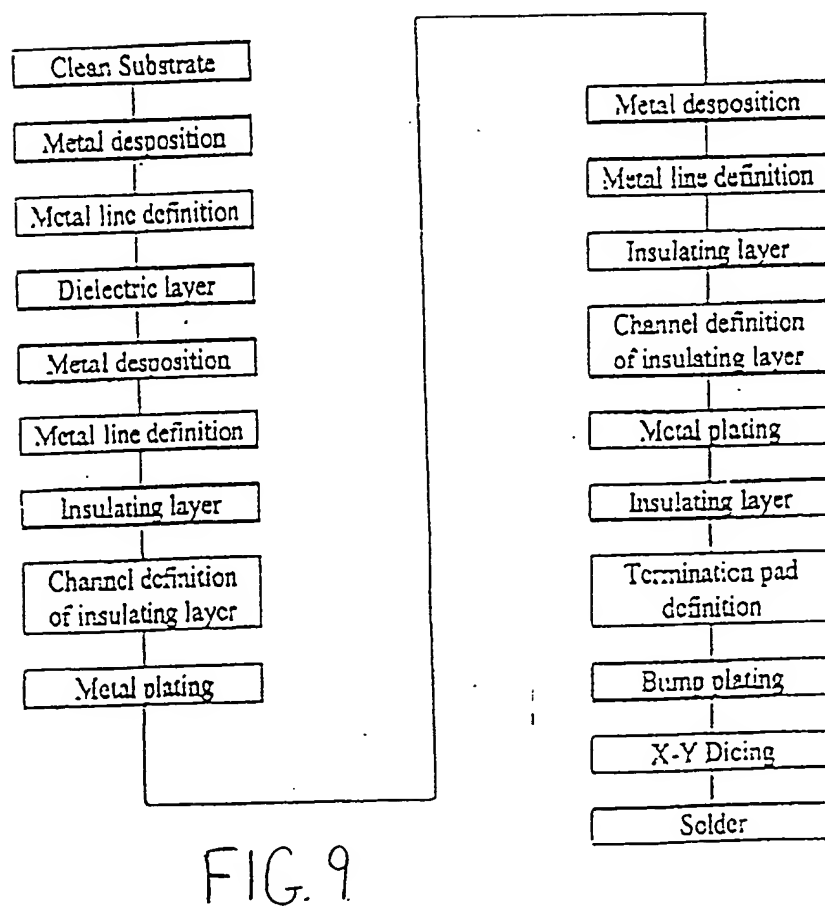 Clean Substrate
Metal desposition
Metal line definition
Dielectric layer
Metal desposition
Metal line definition
Insulating layer
Channel definition
of insulating layer
Metal plating
Metal desposition
Metal line definition
Insulating layer
Channel definition
of insulating layer
Metal plating
Insulating layer
Termination pad
definition
Bump plating
X-Y Dicing
Solder
FIG. 9